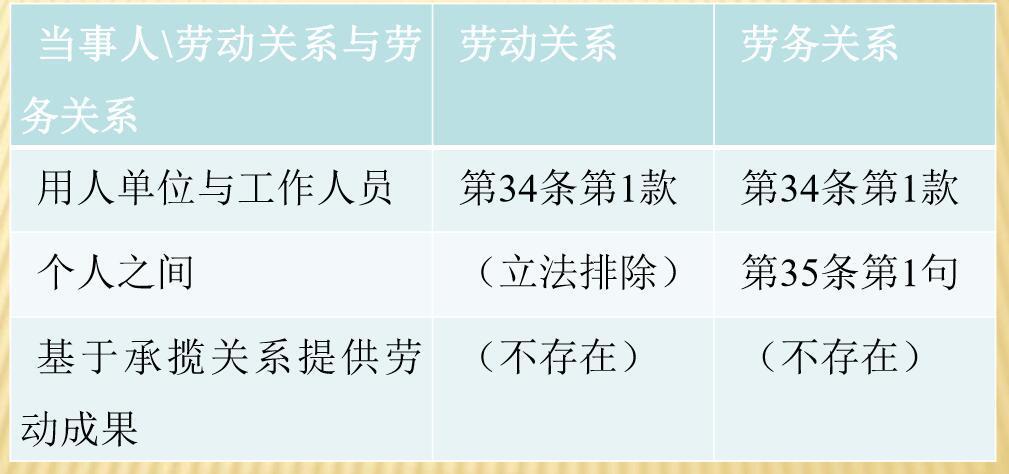 当事人\劳动关系与劳 劳动关系 劳务关系
务关系
用人单位与工作人员 第34条第1款 第34条第1款
个人之间 （立法排除） 第35条第1句
基于承揽关系提供劳 （不存在） （不存在）
动成果